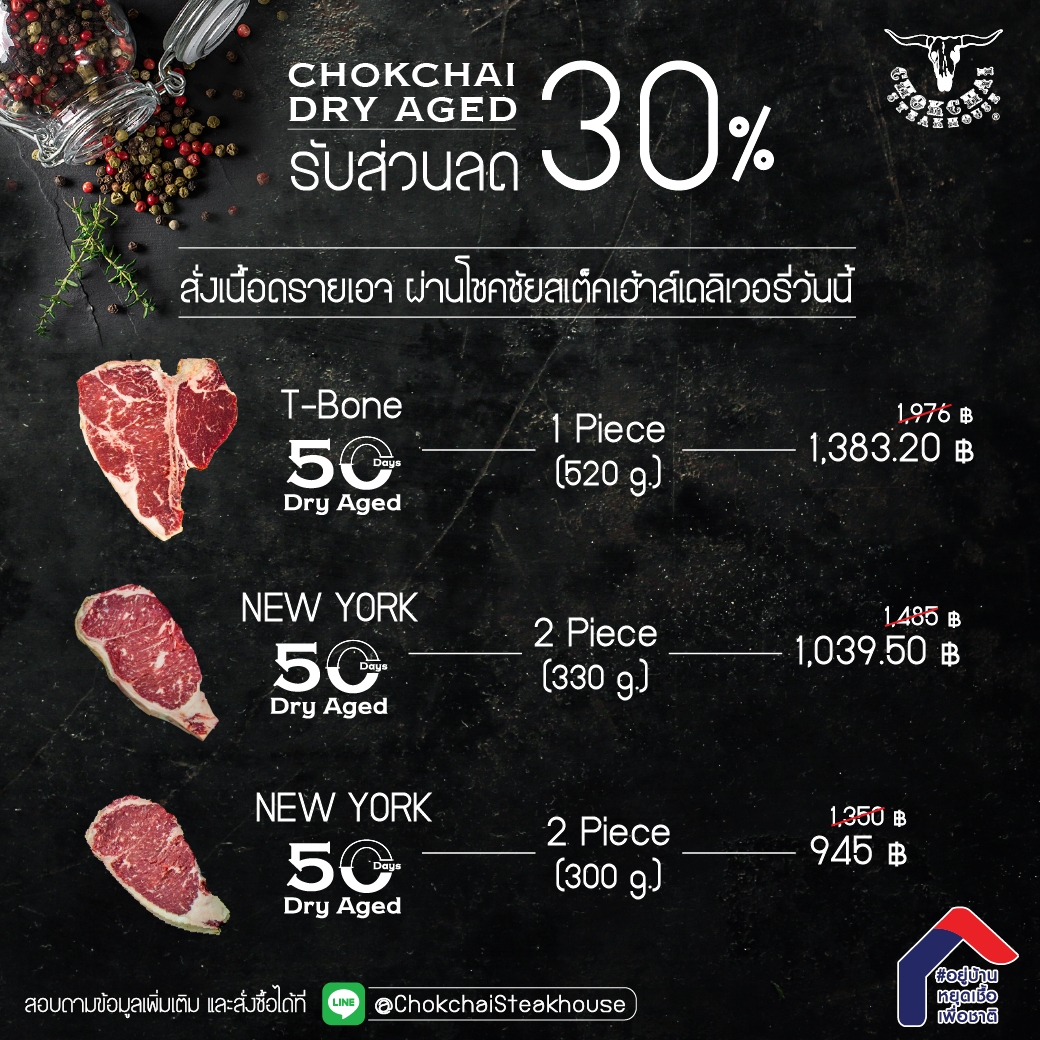 CHOKCHAI
DRY AGED
รับส่วนลด
30%
CHOKCHAI
STEAKHOUSE®
สั่งเนื้อดรายเอจ ผ่านโชคชัยสเต็คเฮ้าส์เดลิเวอรี่วันนี้
T-Bone
50 Days
Dry Aged
1 Piece
(520 g.)
1,976 ฿
1,383.20 ฿
NEW YORK
50 Days
Dry Aged
2 Piece
(330 g.)
1,485 ฿
1,039.50 ฿
NEW YORK
50 Days
Dry Aged
2 Piece
(300 g.)
1,350 ฿
945 ฿
สอบถามข้อมูลเพิ่มเติม และสั่งซื้อได้ที่
LINE
@ChokchaiSteakhouse
#อยู่บ้าน
หยุดเชื้อ
เพื่อชาติ